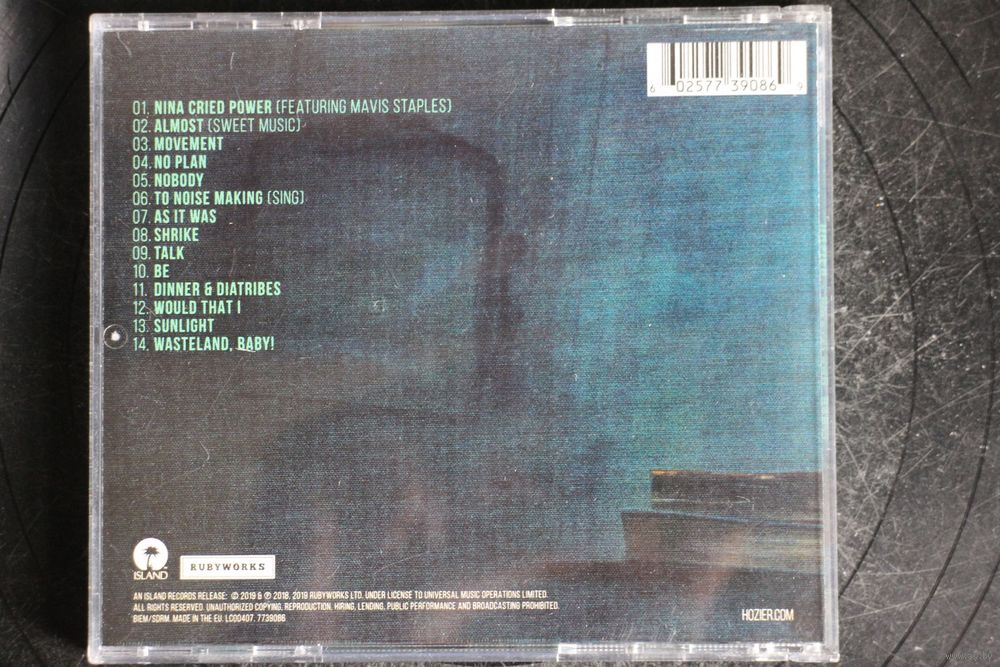 6 02577 39086 9
01. NINA CRIED POWER (FEATURING MAVIS STAPLES)
02. ALMOST (SWEET MUSIC)
03. MOVEMENT
04. NO PLAN
05. NOBODY
06. TO NOISE MAKING (SING)
07. AS IT WAS
08. SHRIKE
09. TALK
10. BE
11. DINNER & DIATRIBES
12. WOULD THAT I
13. SUNLIGHT
14. WASTELAND, BABY!
ISLAND
RUBYWORKS
AN ISLAND RECORDS RELEASE; © 2019 & ℗ 2018, 2019 RUBYWORKS LTD. UNDER LICENSE TO UNIVERSAL MUSIC OPERATIONS LIMITED.
ALL RIGHTS RESERVED. UNAUTHORIZED COPYING, REPRODUCTION, HIRING, LENDING, PUBLIC PERFORMANCE AND BROADCASTING PROHIBITED.
BIEM/SDRM. MADE IN THE EU. LC00407. 7739086
HOZIER.COM